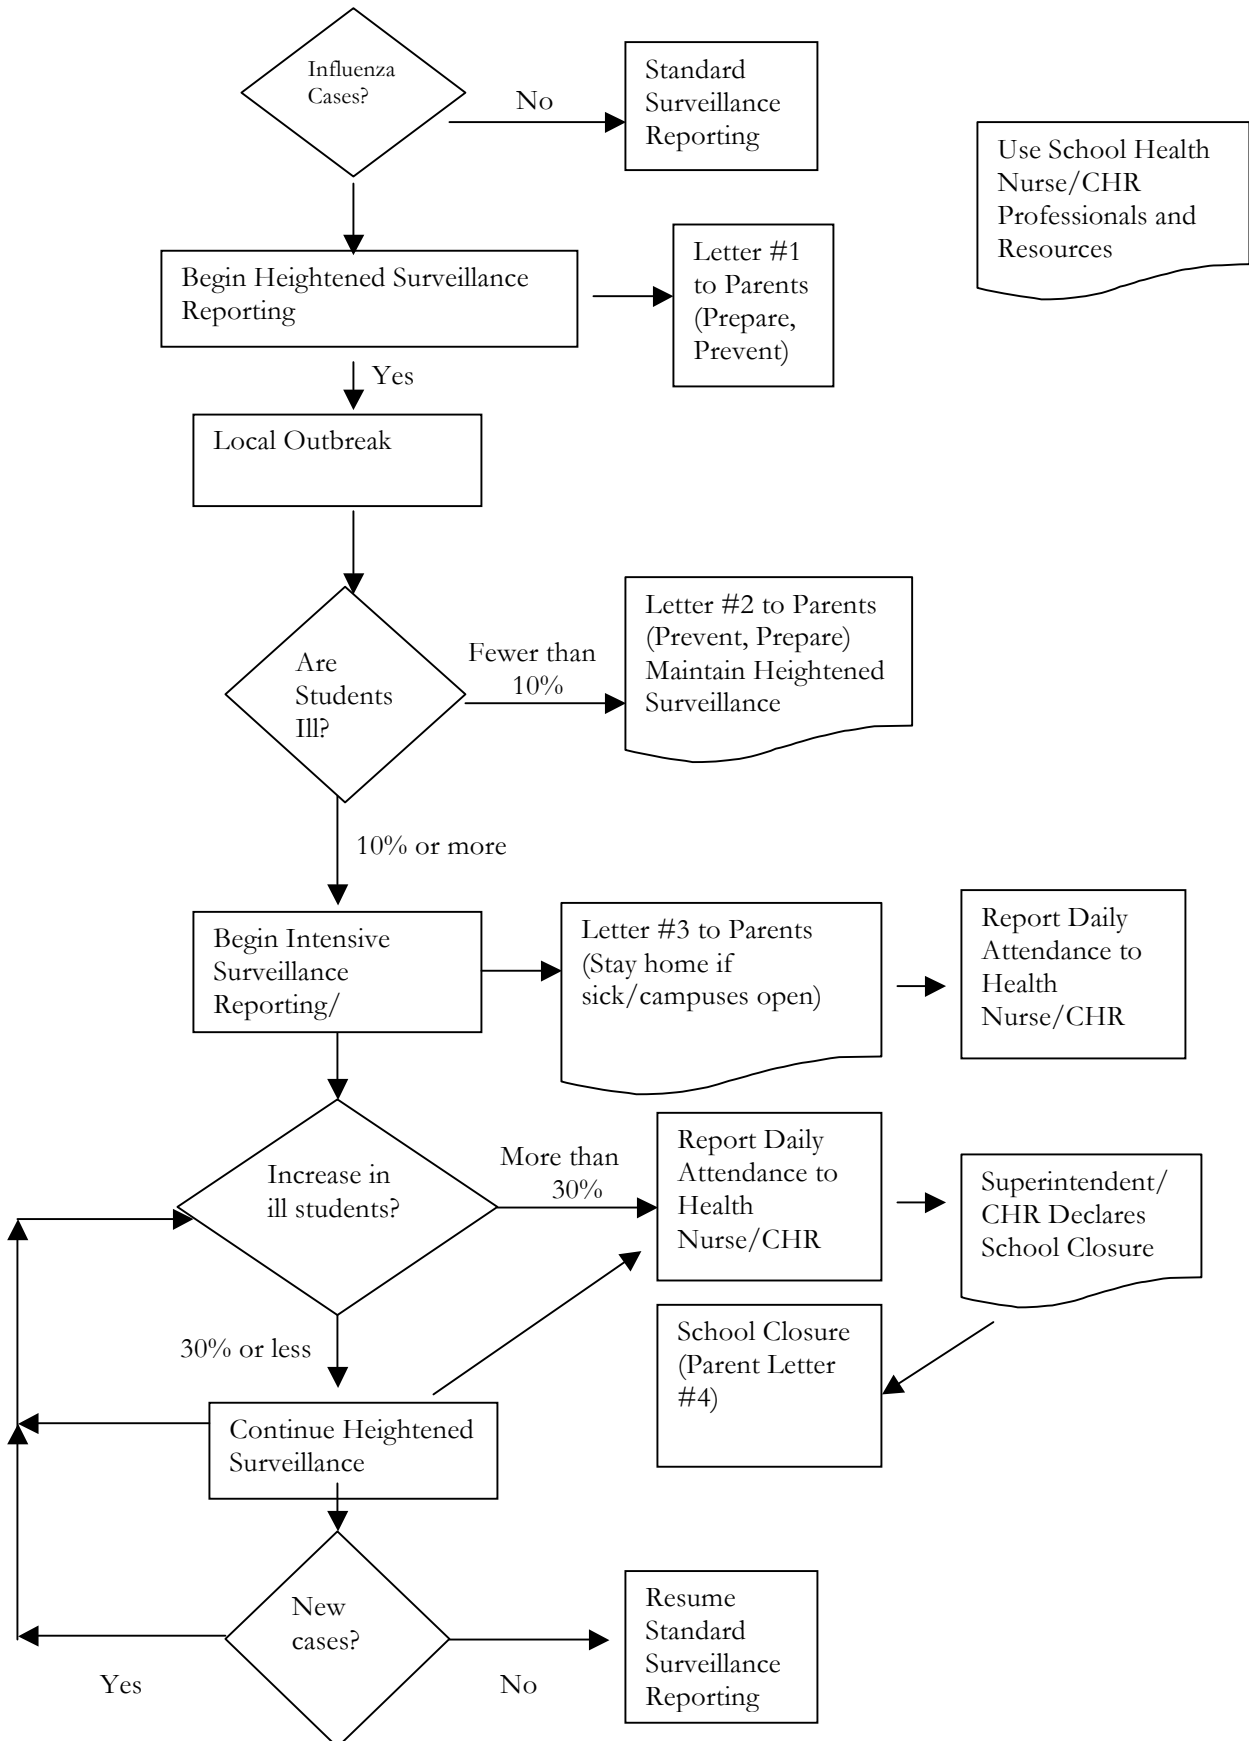 Influenza
Cases?
No
Standard
Surveillance
Reporting
Use School Health
Nurse/CHR
Professionals and
Resources
Begin Heightened Surveillance
Reporting
Letter #1
to Parents
(Prepare,
Prevent)
Yes
Local Outbreak
Are
Students
Ill?
Fewer than
10%
Letter #2 to Parents
(Prevent, Prepare)
Maintain Heightened
Surveillance
10% or more
Begin Intensive
Surveillance
Reporting/
Letter #3 to Parents
(Stay home if
sick/campuses open)
Report Daily
Attendance to
Health
Nurse/CHR
Increase in
ill students?
More than
30%
Report Daily
Attendance to
Health
Nurse/CHR
Superintendent/
CHR Declares
School Closure
30% or less
School Closure
(Parent Letter
#4)
Continue Heightened
Surveillance
New
cases?
Yes
No
Resume
Standard
Surveillance
Reporting